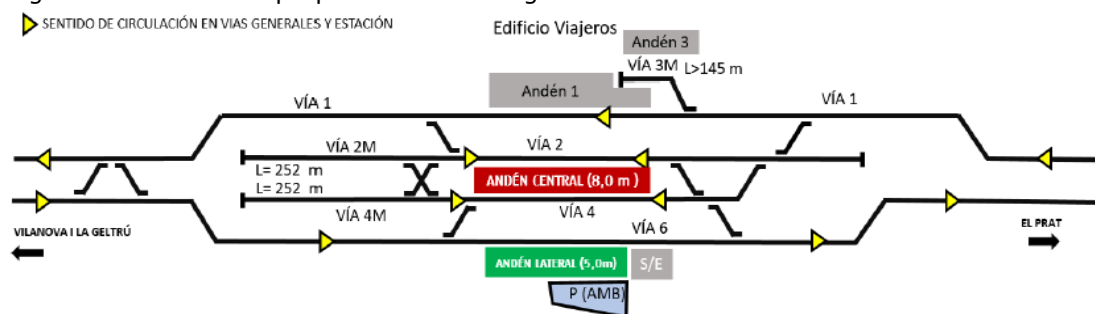 SENTIDO DE CIRCULACIÓN EN VIAS GENERALES Y ESTACIÓN
Edificio Viajeros
Andén 3
VÍA 3M L>145 m
Andén 1
VÍA 1
VÍA 1
VÍA 2M
VÍA 2
L= 252 m
ANDÉN CENTRAL (8,0 m )
L= 252 m
VÍA 4M
VÍA 4
VÍA 6
VILANOVA I LA GELTRÚ
EL PRAT
ANDÉN LATERAL (5,0m)
S/E
P (AMB)